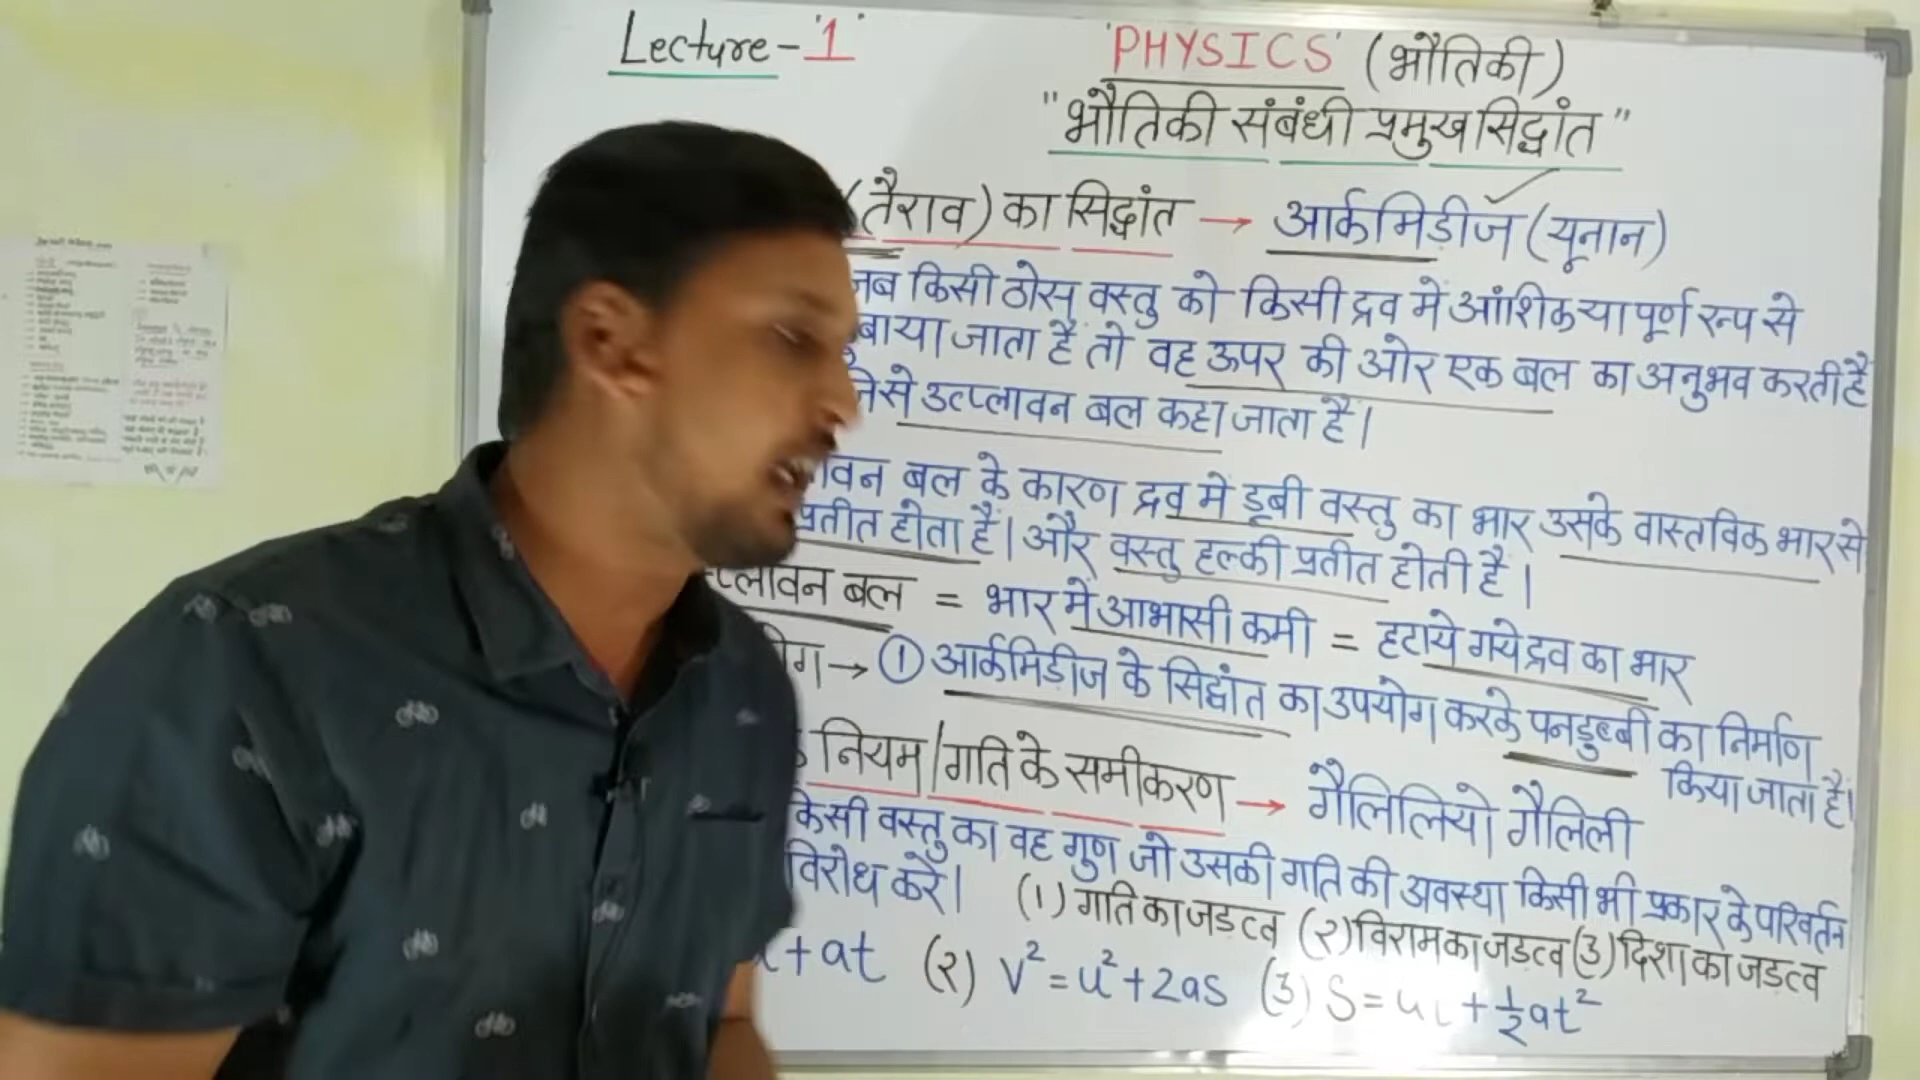 Lecture - '1'
'PHYSICS' (भौतिकी)
"भौतिकी संबंधी प्रमुख सिद्धांत"
(तैराव) का सिद्धांत → आर्कमिडीज (यूनान)
जब किसी ठोस वस्तु को किसी द्रव में आंशिक या पूर्ण रूप से
बाया जाता है तो वह ऊपर की ओर एक बल का अनुभव करती है
जिसे उत्प्लावन बल कहा जाता है।
वन बल के कारण द्रव में डूबी वस्तु का भार उसके वास्तविक भार से
प्रतीत होता है। और वस्तु हल्की प्रतीत होती है।
त्प्लावन बल = भार में आभासी कमी = हटाये गये द्रव का भार
योग → ① आर्कमिडीज के सिद्धांत का उपयोग करके पनडुब्बी का निर्माण
किया जाता है।
के नियम/गति के समीकरण → गैलिलियो गैलिली
किसी वस्तु का वह गुण जो उसकी गति की अवस्था किसी भी प्रकार के परिवर्तन
विरोध करे। (1) गति का जडत्व (२) विराम का जडत्व (3) दिशा का जडत्व
+ at (२) v² = u² + 2as (3) S = ut + ½at²